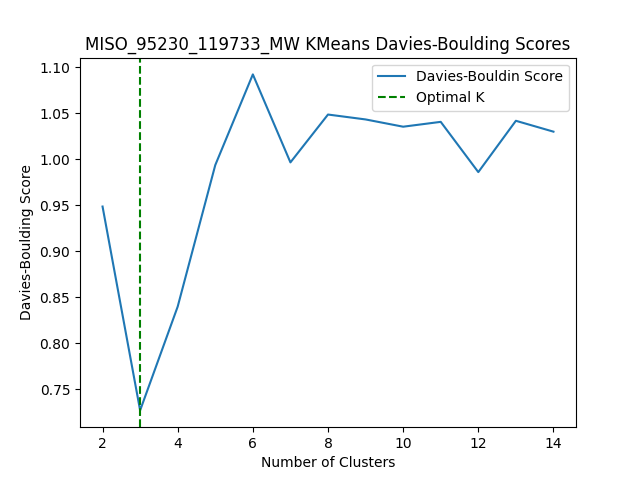 MISO_95230_119733_MW KMeans Davies-Boulding Scores
Davies-Bouldin Score
Optimal K
Davies-Boulding Score
1.10
1.05
1.00
0.95
0.90
0.85
0.80
0.75
2 4 6 8 10 12 14
Number of Clusters